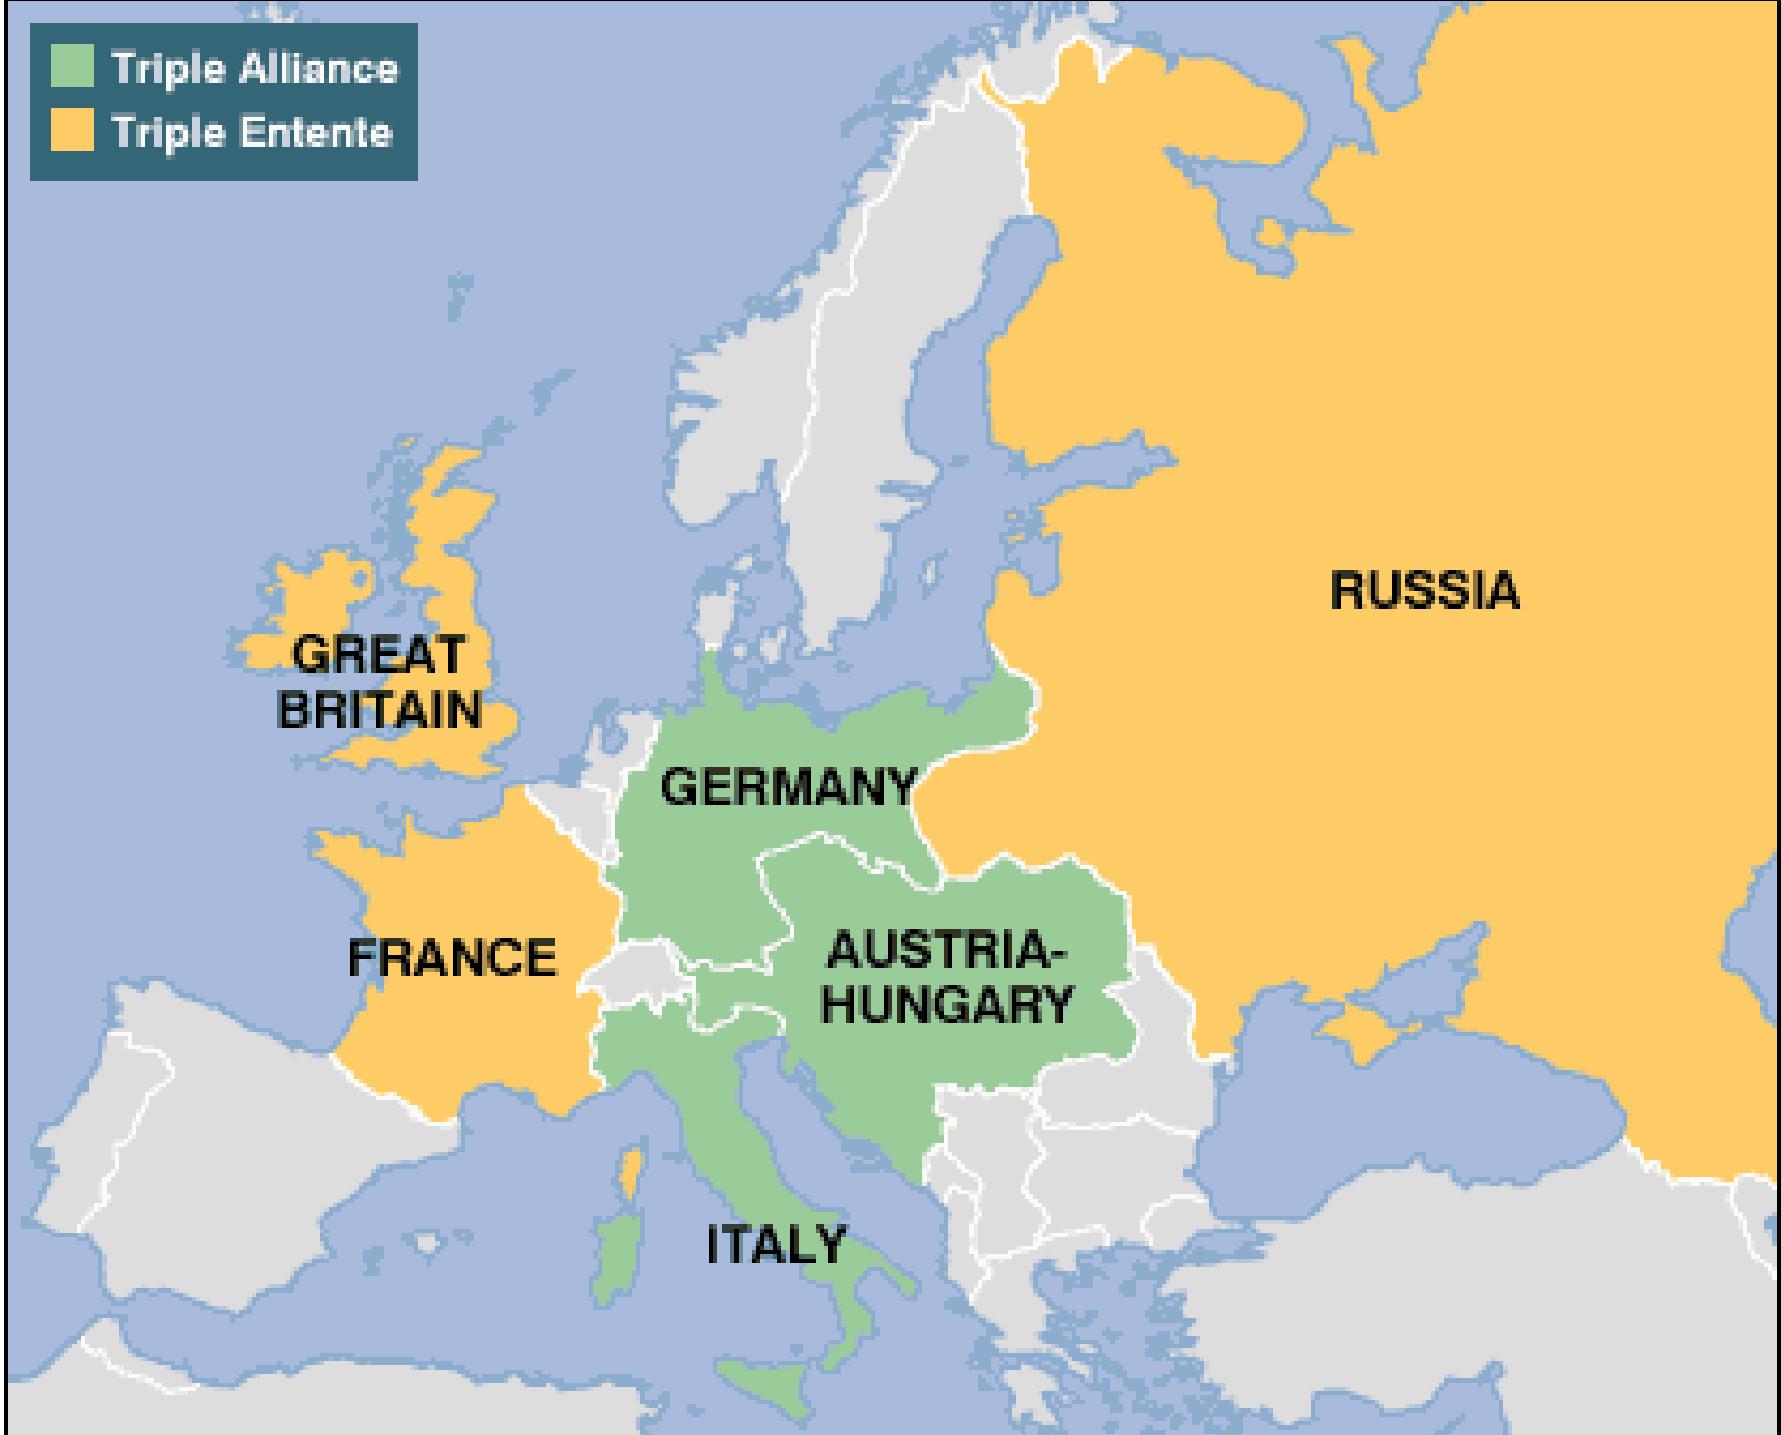 Triple Alliance
Triple Entente
RUSSIA
GREAT
BRITAIN
GERMANY
FRANCE
AUSTRIA-
HUNGARY
ITALY